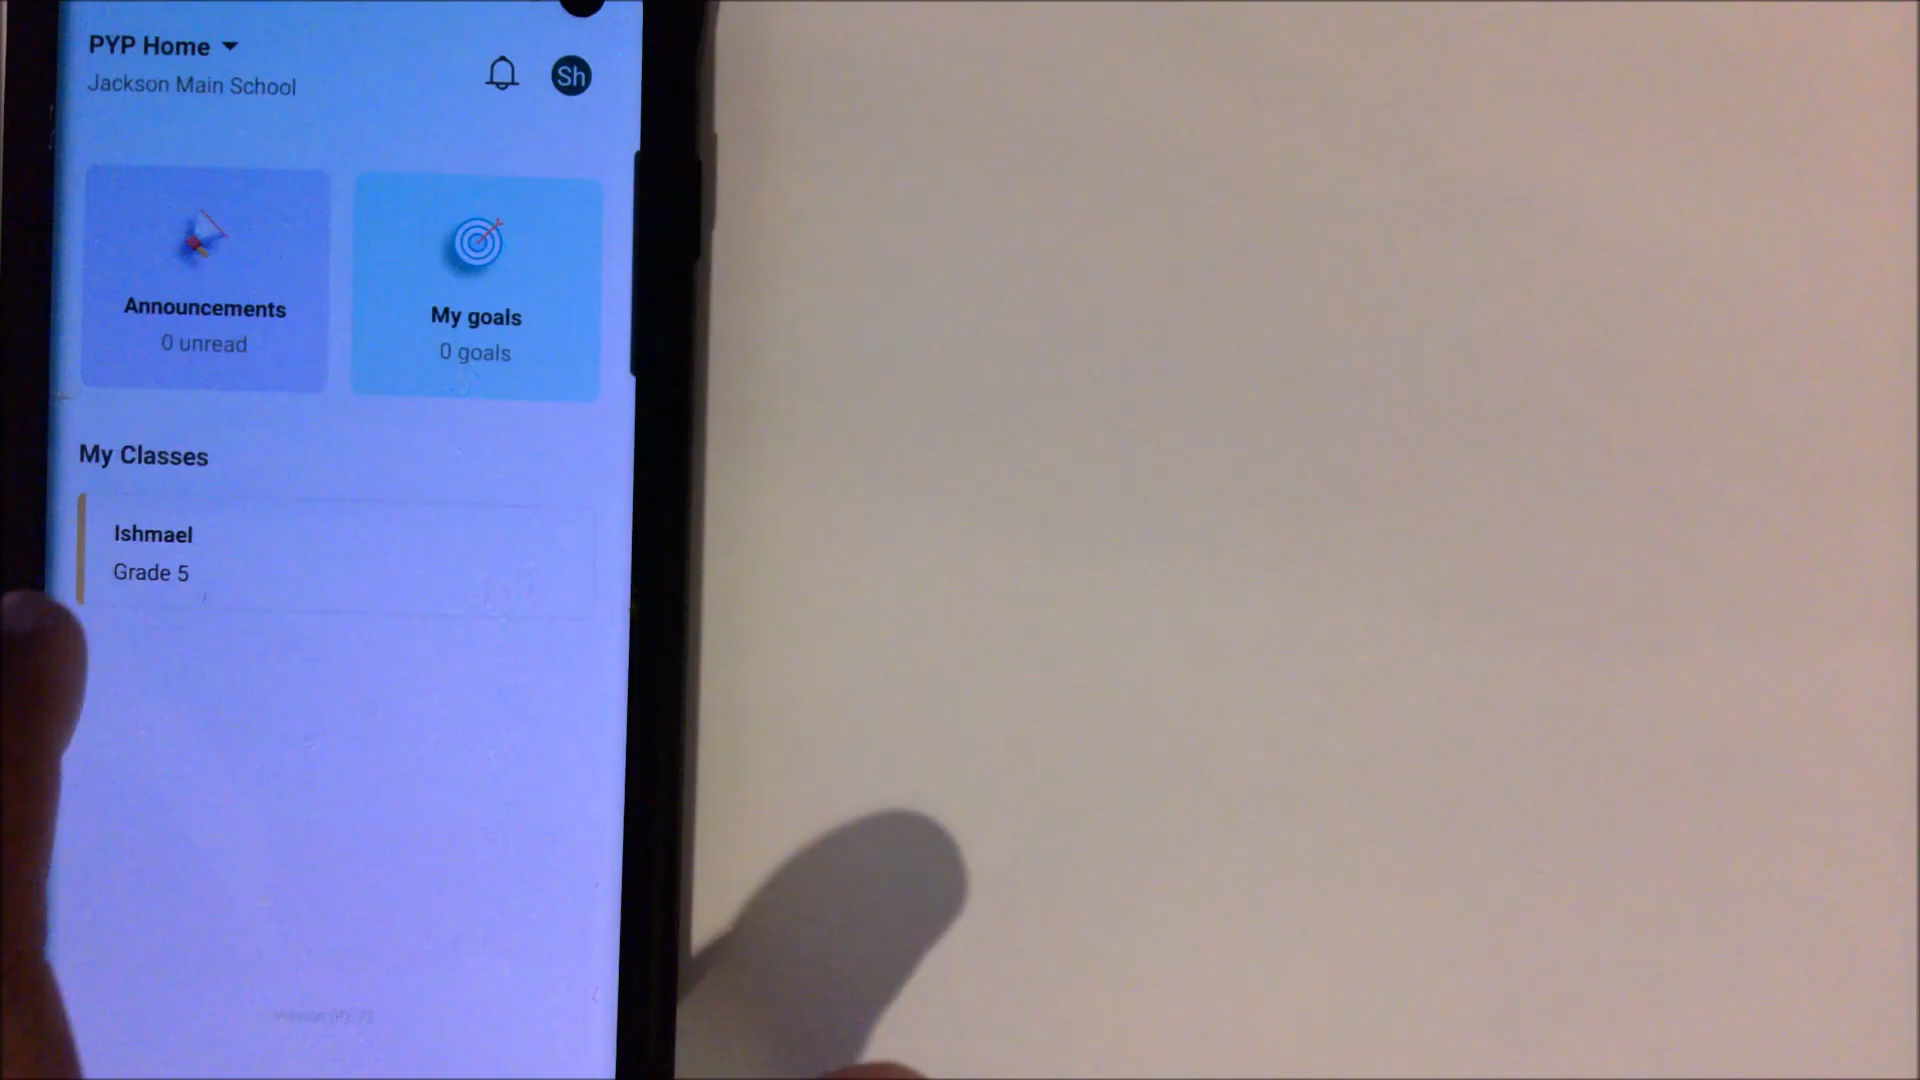 PYP Home
Jackson Main School
Sh
Announcements
0 unread
My goals
0 goals
My Classes
Ishmael
Grade 5